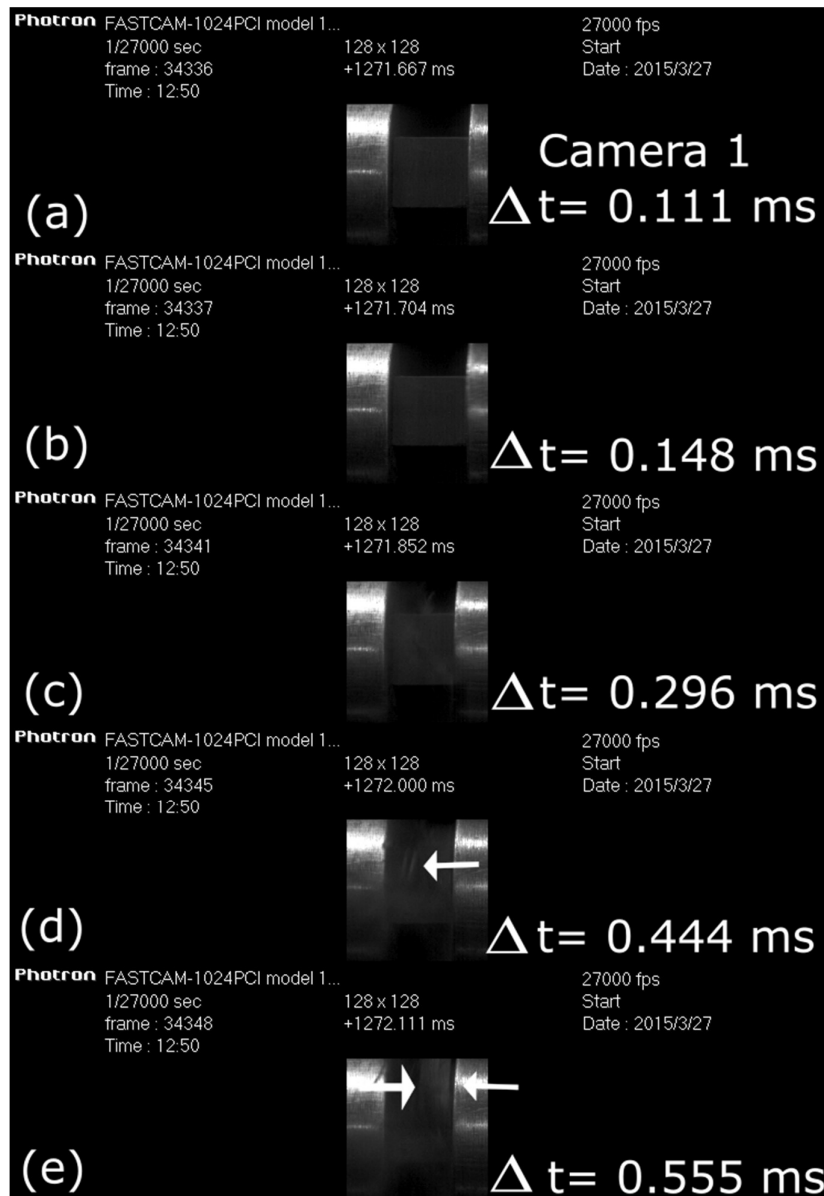 Photron FASTCAM-1024PCI model 1... 27000 fps
1/27000 sec 128 x 128 Start
frame : 34336 +1271.667 ms Date : 2015/3/27
Time : 12:50
Camera 1
(a) Δ t= 0.111 ms
Photron FASTCAM-1024PCI model 1... 27000 fps
1/27000 sec 128 x 128 Start
frame : 34337 +1271.704 ms Date : 2015/3/27
Time : 12:50
(b) Δ t= 0.148 ms
Photron FASTCAM-1024PCI model 1... 27000 fps
1/27000 sec 128 x 128 Start
frame : 34341 +1271.852 ms Date : 2015/3/27
Time : 12:50
(c) Δ t= 0.296 ms
Photron FASTCAM-1024PCI model 1... 27000 fps
1/27000 sec 128 x 128 Start
frame : 34345 +1272.000 ms Date : 2015/3/27
Time : 12:50
(d) Δ t= 0.444 ms
Photron FASTCAM-1024PCI model 1... 27000 fps
1/27000 sec 128 x 128 Start
frame : 34348 +1272.111 ms Date : 2015/3/27
Time : 12:50
(e) Δ t= 0.555 ms